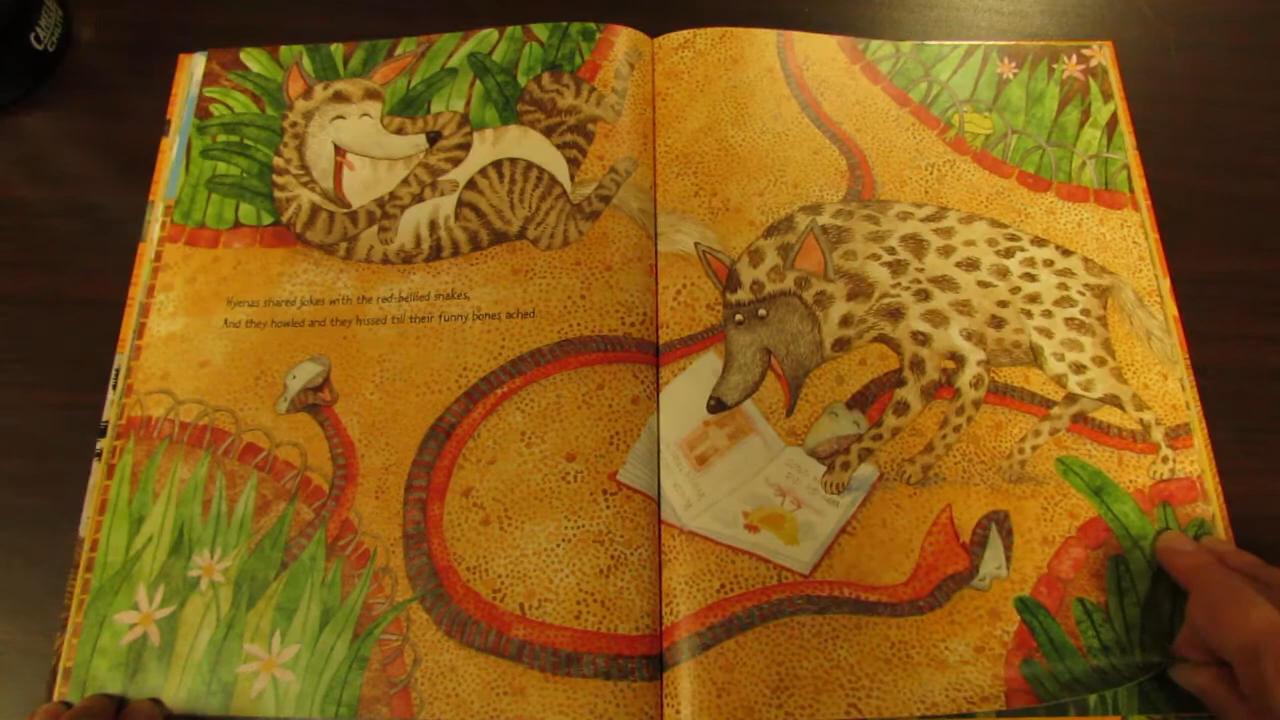 Hyenas shared jokes with the red-bellied snakes,
And they howled and they hissed till their funny bones ached.